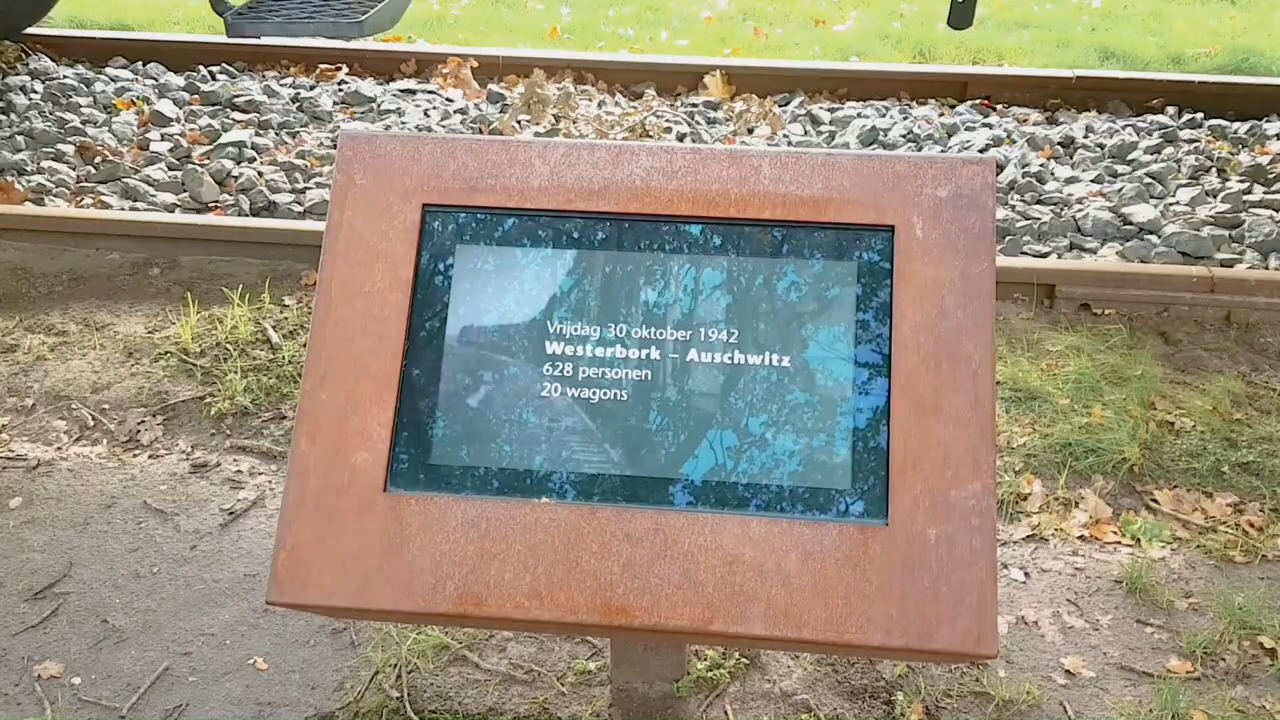 Vrijdag 30 oktober 1942
Westerbork – Auschwitz
628 personen
20 wagons